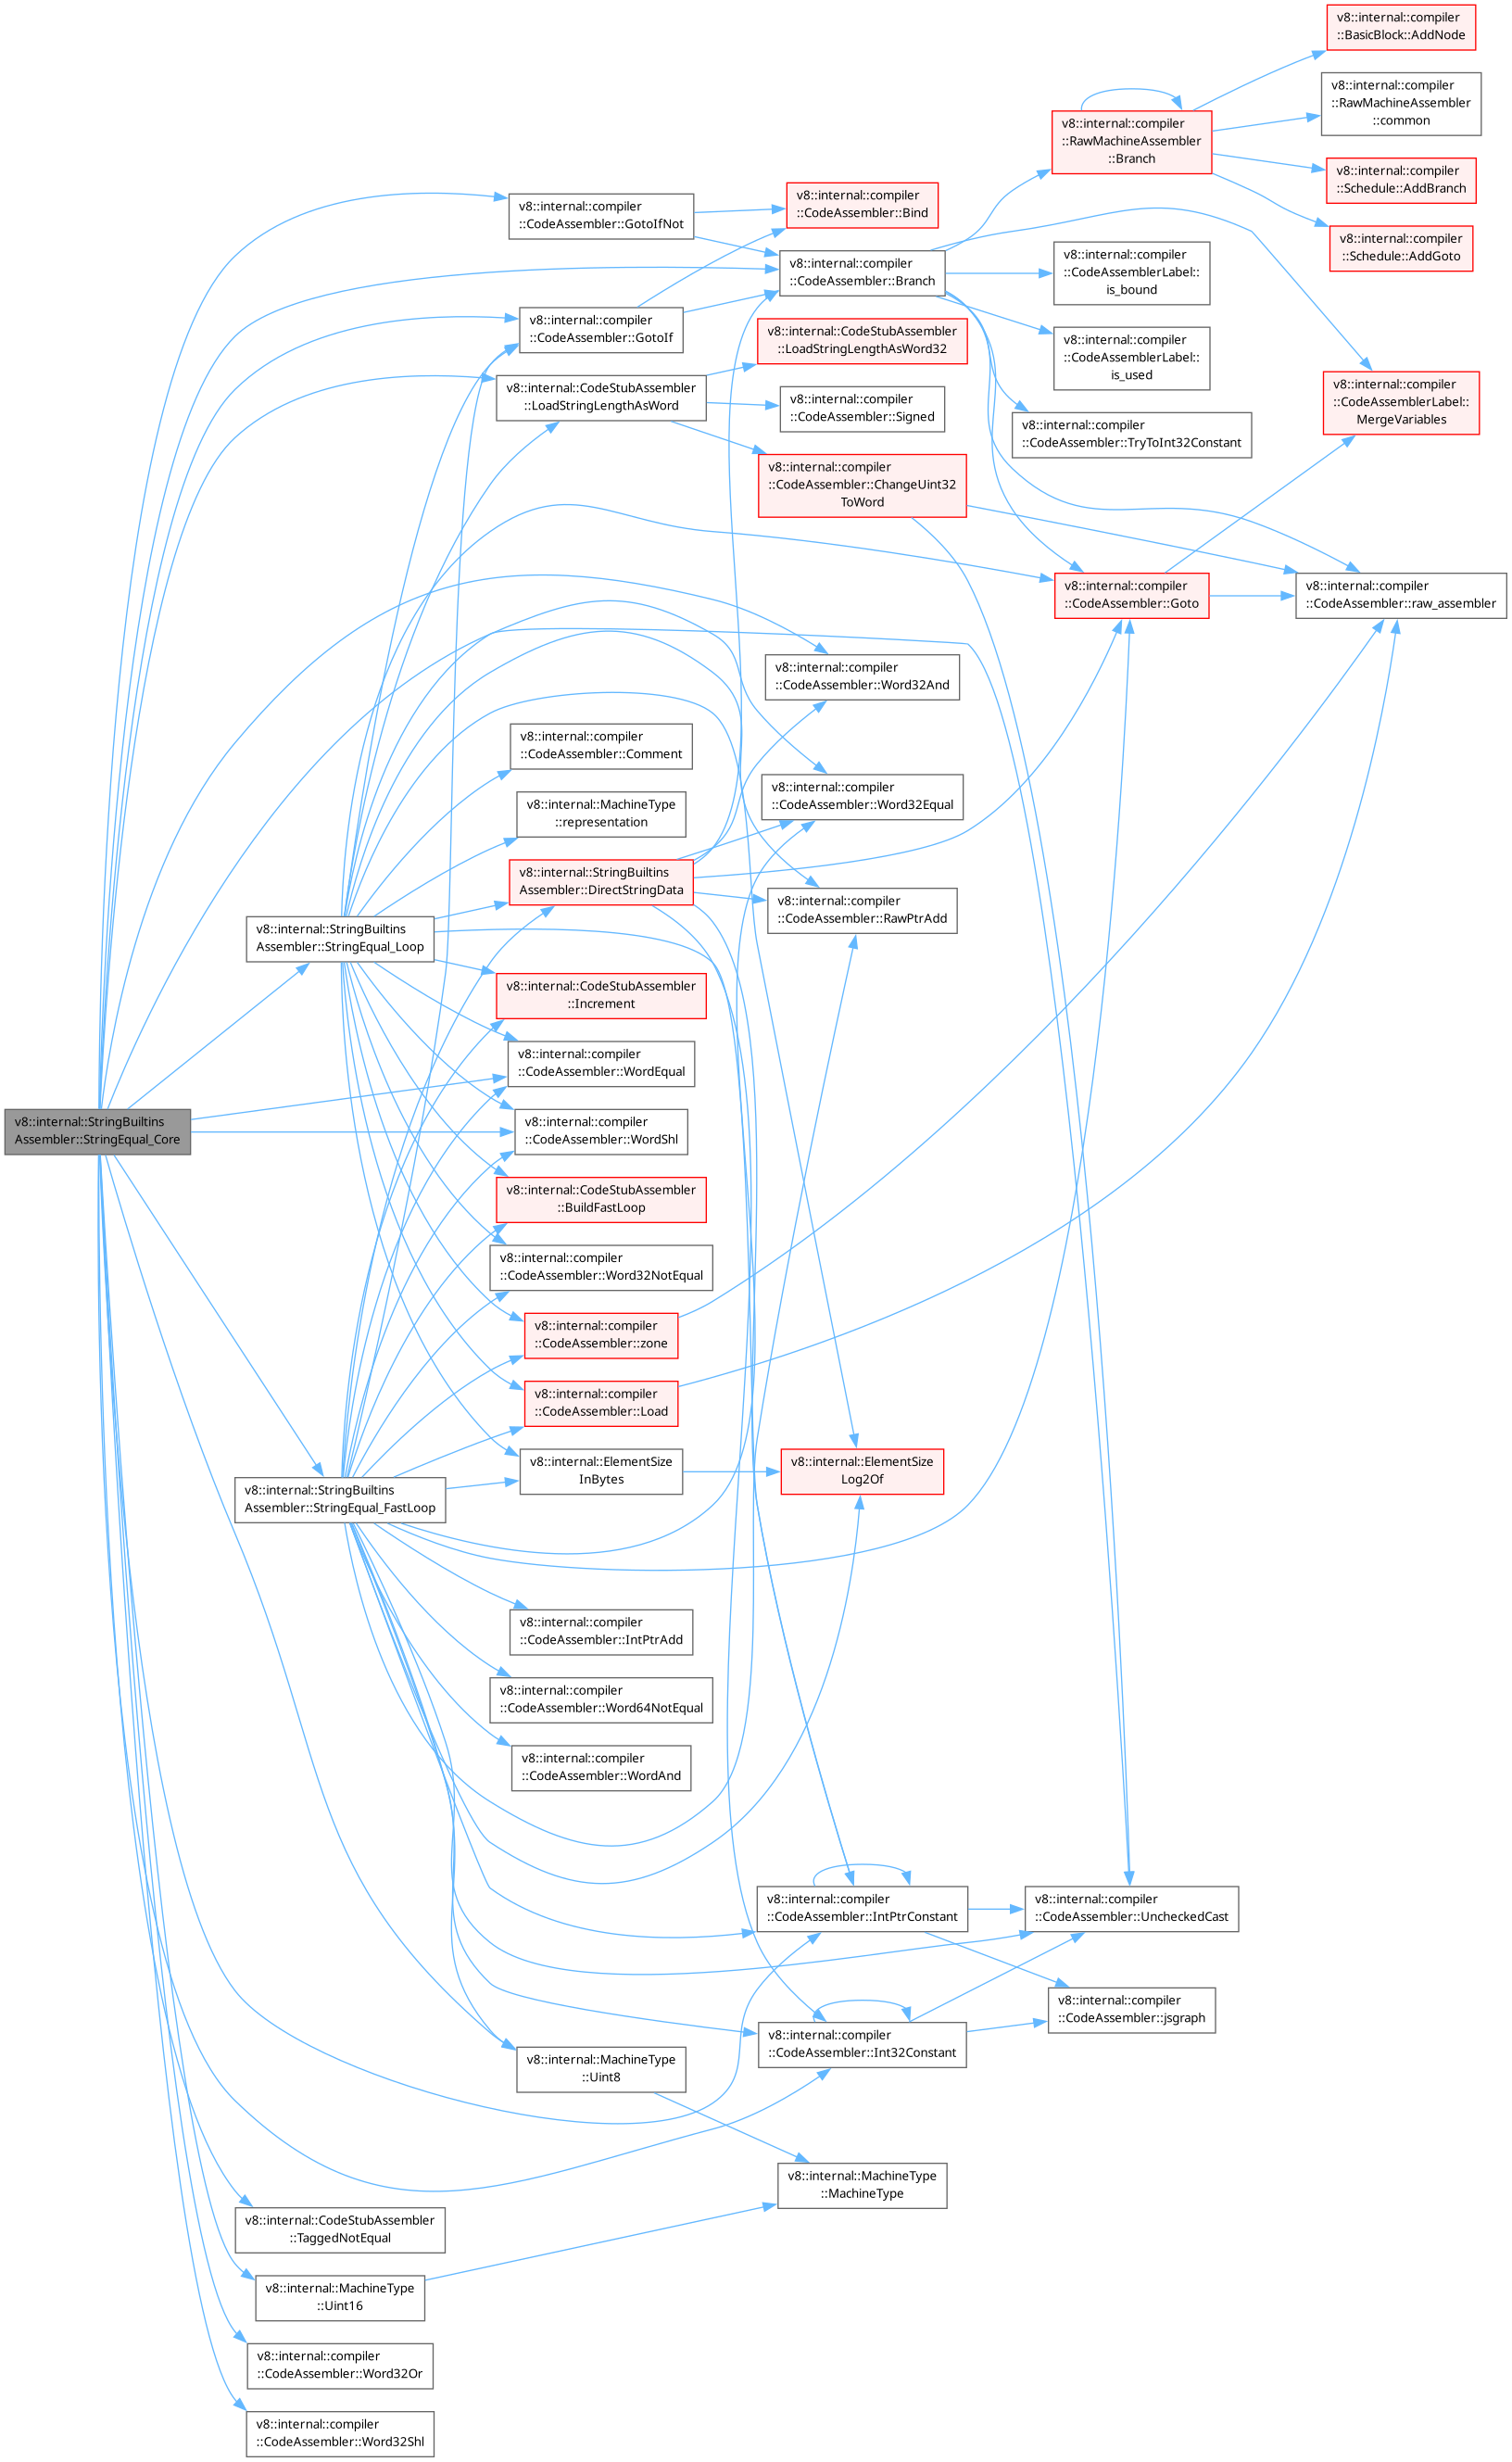 v8::internal::compiler
::BasicBlock::AddNode
v8::internal::compiler
::RawMachineAssembler
::common
v8::internal::compiler
::RawMachineAssembler
::Branch
v8::internal::compiler
::Schedule::AddBranch
v8::internal::compiler
::CodeAssembler::Bind
v8::internal::compiler
::CodeAssembler::GotoIfNot
v8::internal::compiler
::Schedule::AddGoto
v8::internal::compiler
::CodeAssembler::Branch
v8::internal::compiler
::CodeAssemblerLabel::
is_bound
v8::internal::compiler
::CodeAssembler::GotoIf
v8::internal::CodeStubAssembler
::LoadStringLengthAsWord32
v8::internal::compiler
::CodeAssemblerLabel::
is_used
v8::internal::CodeStubAssembler
::LoadStringLengthAsWord
v8::internal::compiler
::CodeAssembler::Signed
v8::internal::compiler
::CodeAssemblerLabel::
MergeVariables
v8::internal::compiler
::CodeAssembler::TryToInt32Constant
v8::internal::compiler
::CodeAssembler::ChangeUint32
ToWord
v8::internal::compiler
::CodeAssembler::Goto
v8::internal::compiler
::CodeAssembler::raw_assembler
v8::internal::compiler
::CodeAssembler::Word32And
v8::internal::compiler
::CodeAssembler::Comment
v8::internal::compiler
::CodeAssembler::Word32Equal
v8::internal::MachineType
::representation
v8::internal::StringBuiltins
Assembler::DirectStringData
v8::internal::compiler
::CodeAssembler::RawPtrAdd
v8::internal::StringBuiltins
Assembler::StringEqual_Loop
v8::internal::CodeStubAssembler
::Increment
v8::internal::compiler
::CodeAssembler::WordEqual
v8::internal::StringBuiltins
Assembler::StringEqual_Core
v8::internal::compiler
::CodeAssembler::WordShl
v8::internal::CodeStubAssembler
::BuildFastLoop
v8::internal::compiler
::CodeAssembler::Word32NotEqual
v8::internal::compiler
::CodeAssembler::zone
v8::internal::compiler
::CodeAssembler::Load
v8::internal::ElementSize
InBytes
v8::internal::ElementSize
Log2Of
v8::internal::StringBuiltins
Assembler::StringEqual_FastLoop
v8::internal::compiler
::CodeAssembler::IntPtrAdd
v8::internal::compiler
::CodeAssembler::Word64NotEqual
v8::internal::compiler
::CodeAssembler::WordAnd
v8::internal::compiler
::CodeAssembler::IntPtrConstant
v8::internal::compiler
::CodeAssembler::UncheckedCast
v8::internal::compiler
::CodeAssembler::jsgraph
v8::internal::compiler
::CodeAssembler::Int32Constant
v8::internal::MachineType
::Uint8
v8::internal::MachineType
::MachineType
v8::internal::CodeStubAssembler
::TaggedNotEqual
v8::internal::MachineType
::Uint16
v8::internal::compiler
::CodeAssembler::Word32Or
v8::internal::compiler
::CodeAssembler::Word32Shl